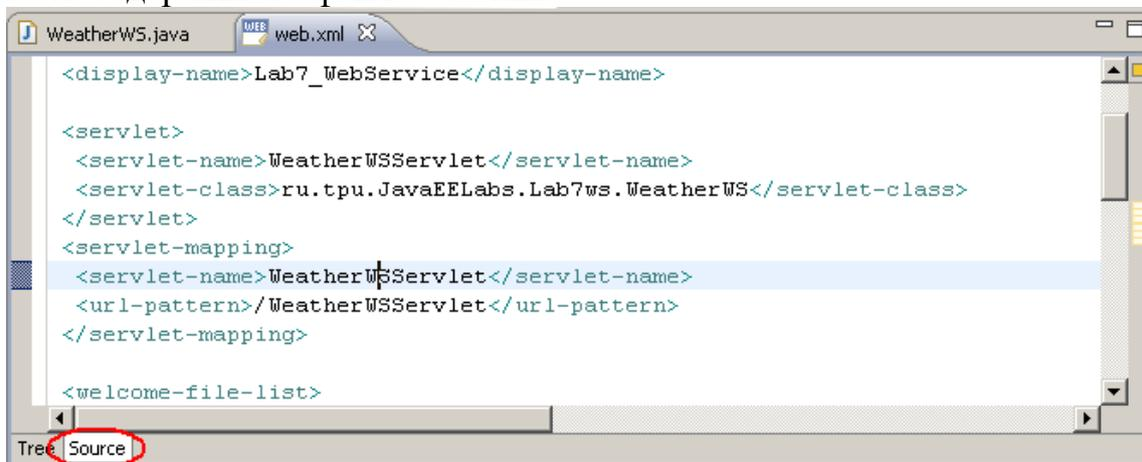 WeatherWS.java WEB web.xml
<display-name>Lab7_WebService</display-name>
<servlet>
<servlet-name>WeatherWSServlet</servlet-name>
<servlet-class>ru.tpu.JavaEELabs.Lab7ws.WeatherWS</servlet-class>
</servlet>
<servlet-mapping>
<servlet-name>WeatherWSServlet</servlet-name>
<url-pattern>/WeatherWSServlet</url-pattern>
</servlet-mapping>
<welcome-file-list>
Tree Source